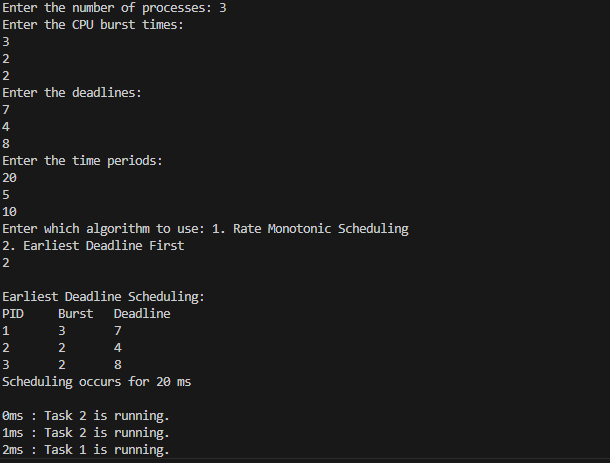 Enter the number of processes: 3
Enter the CPU burst times:
3
2
2
Enter the deadlines:
7
4
8
Enter the time periods:
20
5
10
Enter which algorithm to use: 1. Rate Monotonic Scheduling
2. Earliest Deadline First
2

Earliest Deadline Scheduling:
PID     Burst   Deadline
1       3       7
2       2       4
3       2       8
Scheduling occurs for 20 ms

0ms : Task 2 is running.
1ms : Task 2 is running.
2ms : Task 1 is running.